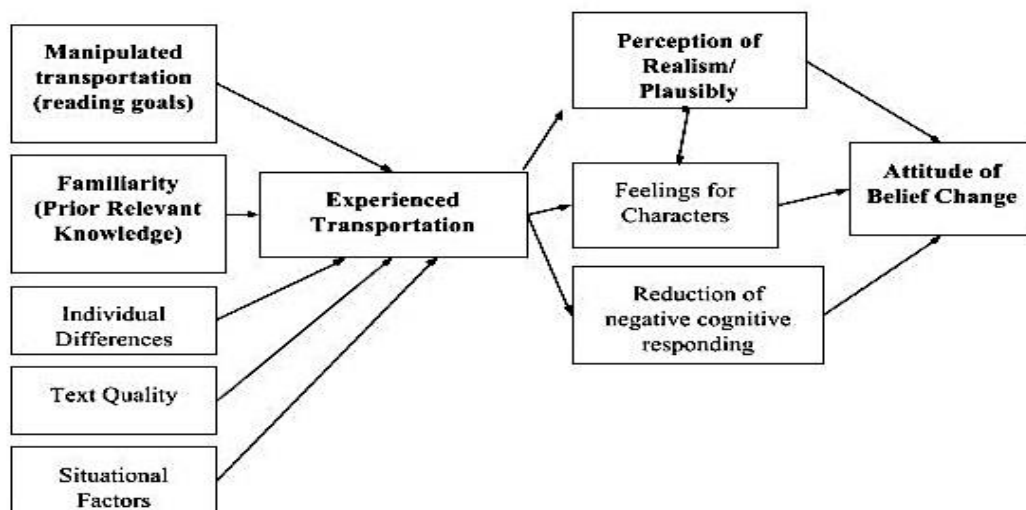 Manipulated
transportation
(reading goals)
Familiarity
(Prior Relevant
Knowledge)
Individual
Differences
Text Quality
Situational
Factors
Experienced
Transportation
Perception of
Realism/
Plausibly
Feelings for
Characters
Reduction of
negative cognitive
responding
Attitude of
Belief Change